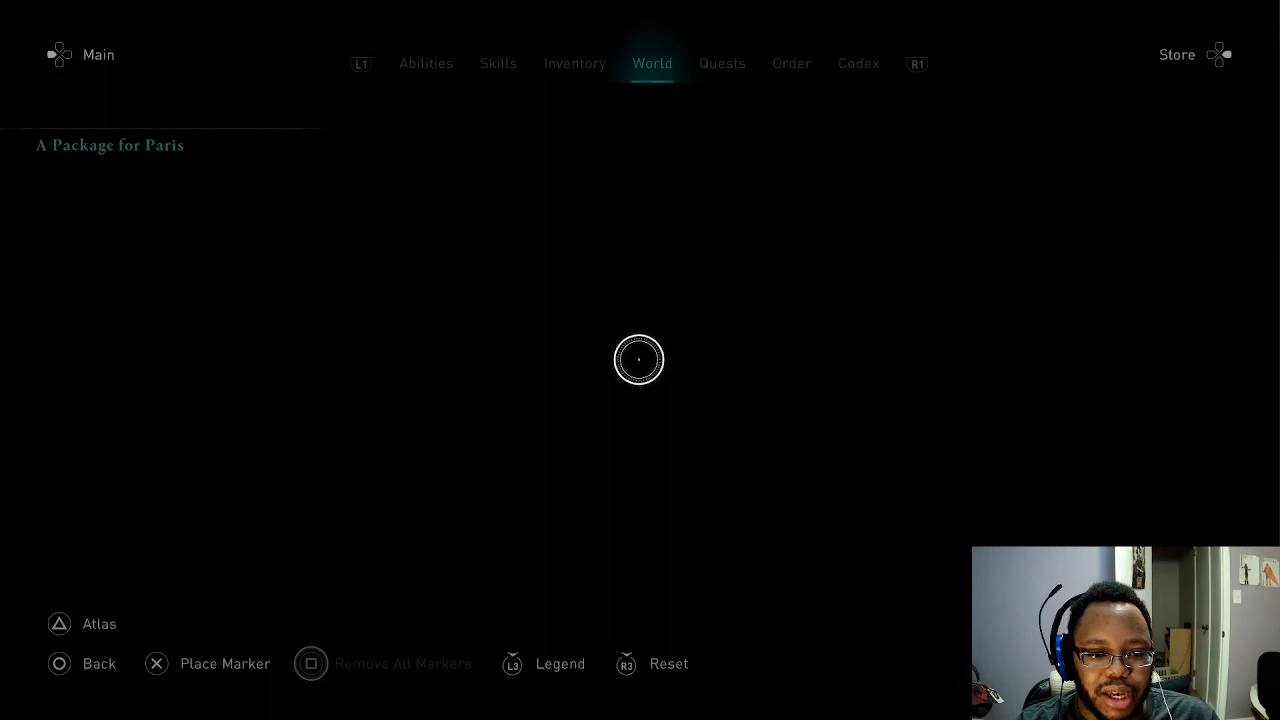 Main
L1 Abilities Skills Inventory World Quests Order Codex R1
Store
A Package for Paris
Atlas
Back Place Marker Remove All Markers L3 Legend R3 Reset